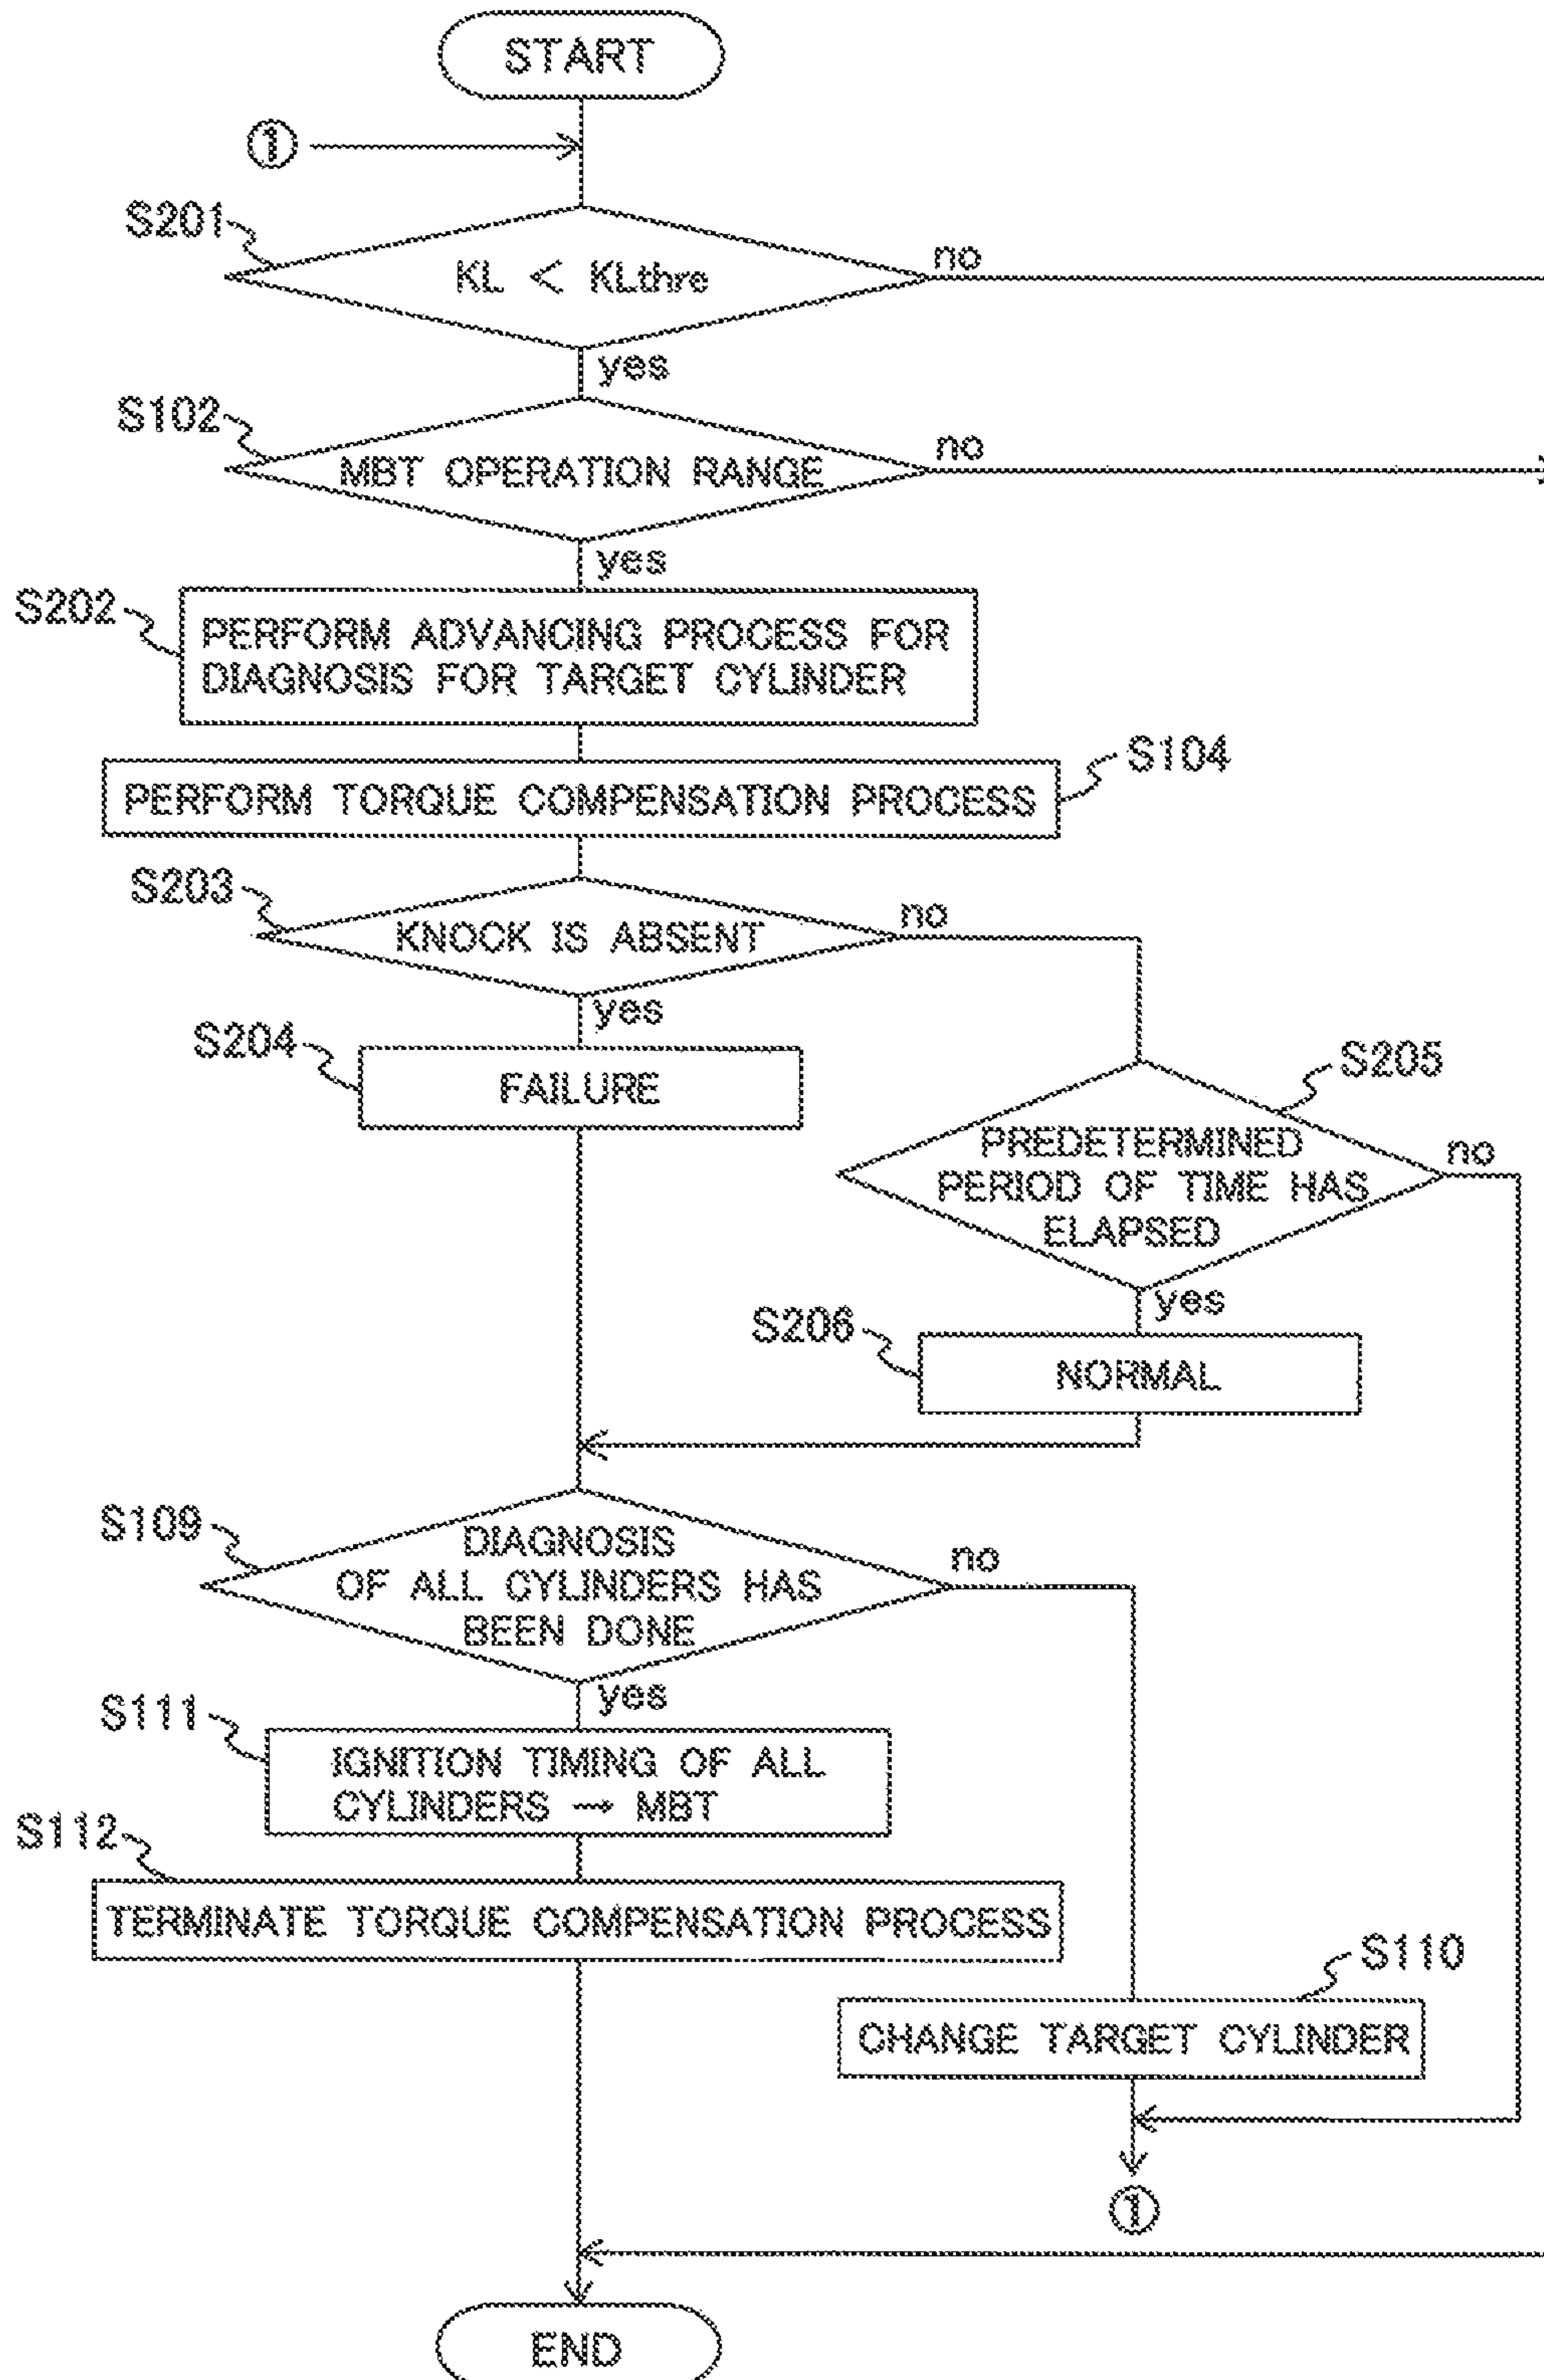 START
①
S201
KL < KLthre
no
yes
S102
MBT OPERATION RANGE
no
yes
S202
PERFORM ADVANCING PROCESS FOR
DIAGNOSIS FOR TARGET CYLINDER
S104
PERFORM TORQUE COMPENSATION PROCESS
S203
KNOCK IS ABSENT
no
yes
S204
FAILURE
S205
PREDETERMINED
PERIOD OF TIME HAS
ELAPSED
no
yes
S206
NORMAL
S109
DIAGNOSIS
OF ALL CYLINDERS HAS
BEEN DONE
no
yes
S111
IGNITION TIMING OF ALL
CYLINDERS → MBT
S112
TERMINATE TORQUE COMPENSATION PROCESS
S110
CHANGE TARGET CYLINDER
①
END